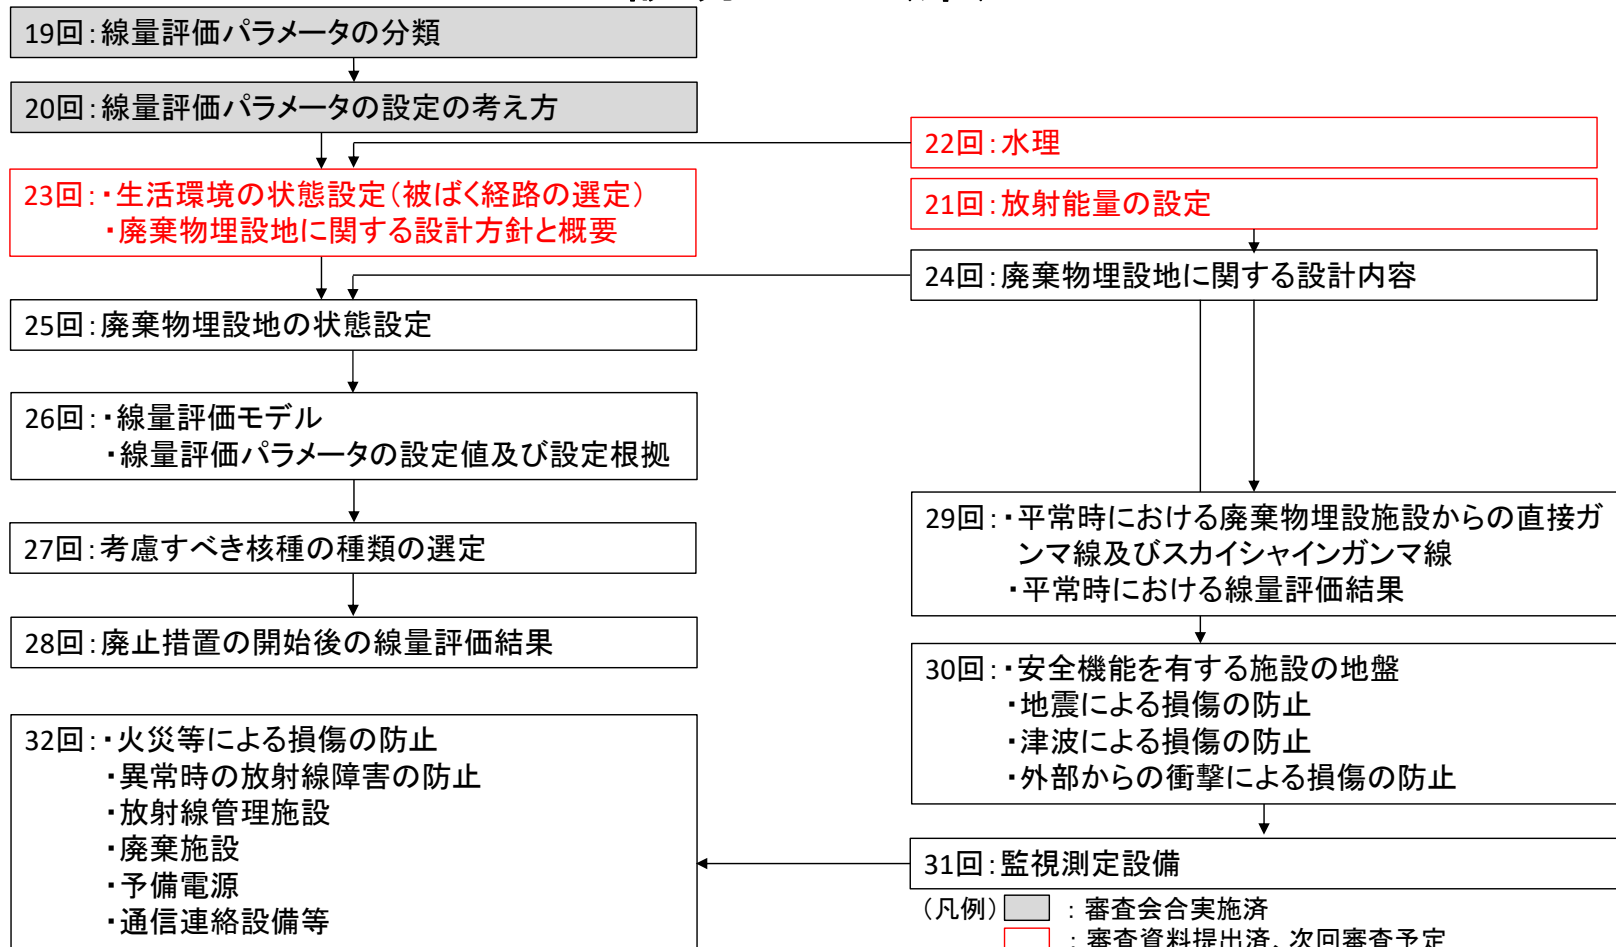 19回：線量評価パラメータの分類
20回：線量評価パラメータの設定の考え方
22回：水理
23回：・生活環境の状態設定（被ばく経路の選定）
・廃棄物埋設地に関する設計方針と概要
21回：放射能量の設定
24回：廃棄物埋設地に関する設計内容
25回：廃棄物埋設地の状態設定
26回：・線量評価モデル
・線量評価パラメータの設定値及び設定根拠
27回：考慮すべき核種の種類の選定
28回：廃止措置の開始後の線量評価結果
29回：・平常時における廃棄物埋設施設からの直接ガ
ンマ線及びスカイシャインガンマ線
・平常時における線量評価結果
30回：・安全機能を有する施設の地盤
・地震による損傷の防止
・津波による損傷の防止
・外部からの衝撃による損傷の防止
31回：監視測定設備
32回：・火災等による損傷の防止
・異常時の放射線障害の防止
・放射線管理施設
・廃棄施設
・予備電源
・通信連絡設備等
（凡例）：審査会合実施済
：審査資料提出済、次回審査予定